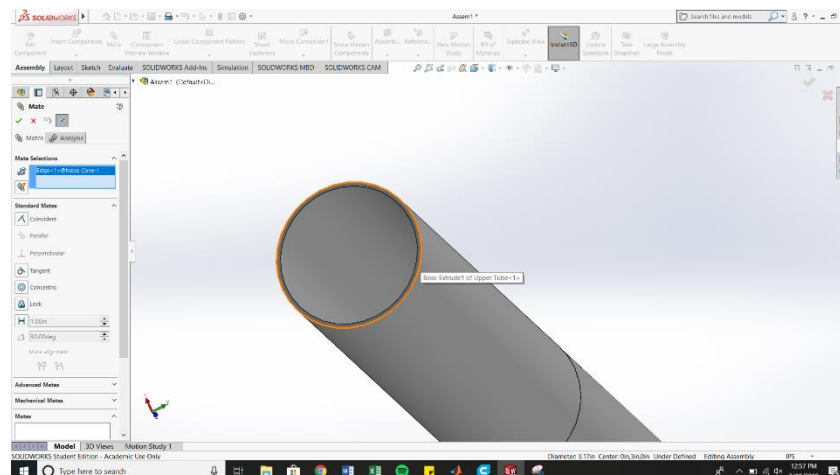 SOLIDWORKS
Assem1 *
Search files and models
Edit Component
Insert Components
Mate
Component Preview Window
Linear Component Pattern
Smart Fasteners
Move Component
Show Hidden Components
Assemb...
Referenc...
New Motion Study
Bill of Materials
Exploded View
Instant3D
Update Speedpak
Take Snapshot
Large Assembly Mode
Assembly
Layout
Sketch
Evaluate
SOLIDWORKS Add-Ins
Simulation
SOLIDWORKS MBD
SOLIDWORKS CAM
Assem1 (Default<Di...
Mate
Mates
Analysis
Mate Selections
Edge<1>@Nose Cone-1
Standard Mates
Coincident
Parallel
Perpendicular
Tangent
Concentric
Lock
1.00in
30.00deg
Mate alignment:
Advanced Mates
Mechanical Mates
Mates
Boss-Extrude1 of Upper Tube<1>
Model
3D Views
Motion Study 1
SOLIDWORKS Student Edition - Academic Use Only
Diameter: 3.17in Center: 0in,3in,0in
Under Defined
Editing Assembly
IPS
Type here to search
12:57 PM